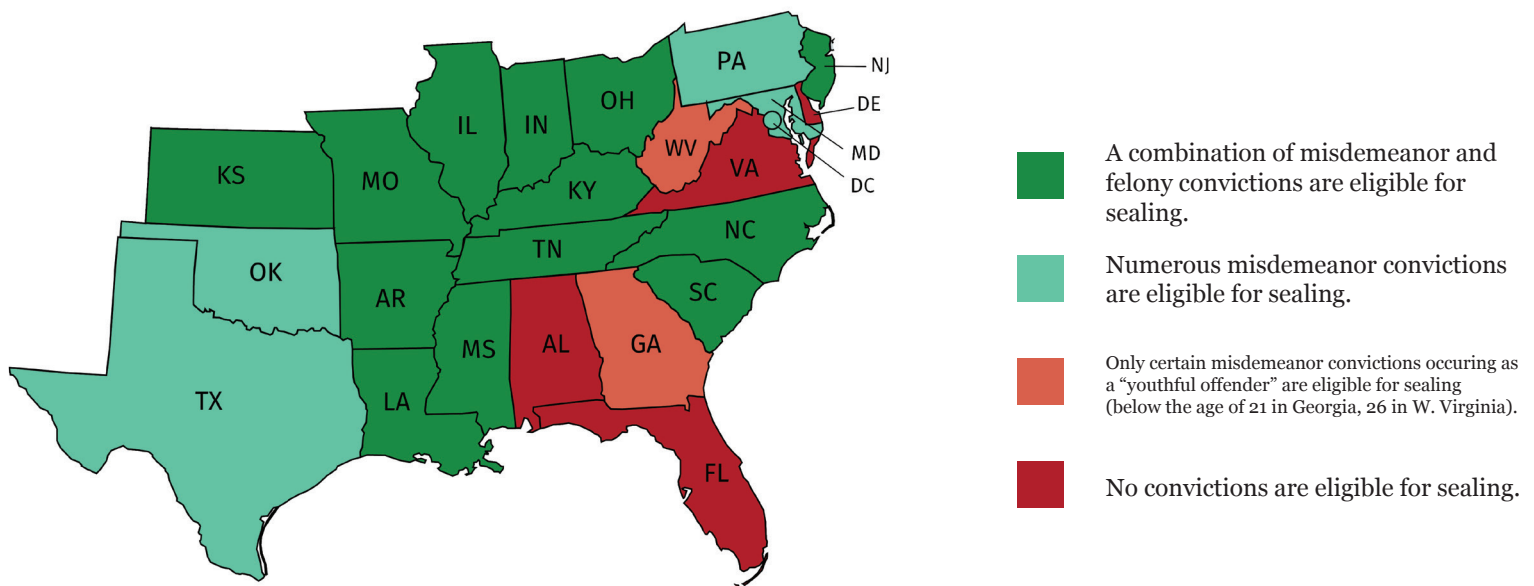 PA
NJ
OH
IL
IN
DE
WV
MD
KS
MO
VA
KY
DC
NC
TN
OK
AR
SC
MS
AL
GA
TX
LA
FL
A combination of misdemeanor and
felony convictions are eligible for
sealing.
Numerous misdemeanor convictions
are eligible for sealing.
Only certain misdemeanor convictions occuring as
a “youthful offender” are eligible for sealing
(below the age of 21 in Georgia, 26 in W. Virginia).
No convictions are eligible for sealing.